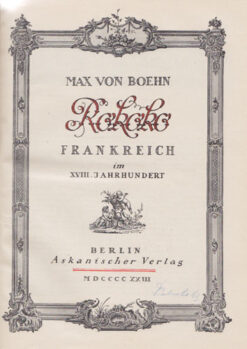 MAX VON BOEHN
Rokoko
FRANKREICH
im
XVIII. JAHRHUNDERT
BERLIN
Askanischer Verlag
MDCCCCXXIII